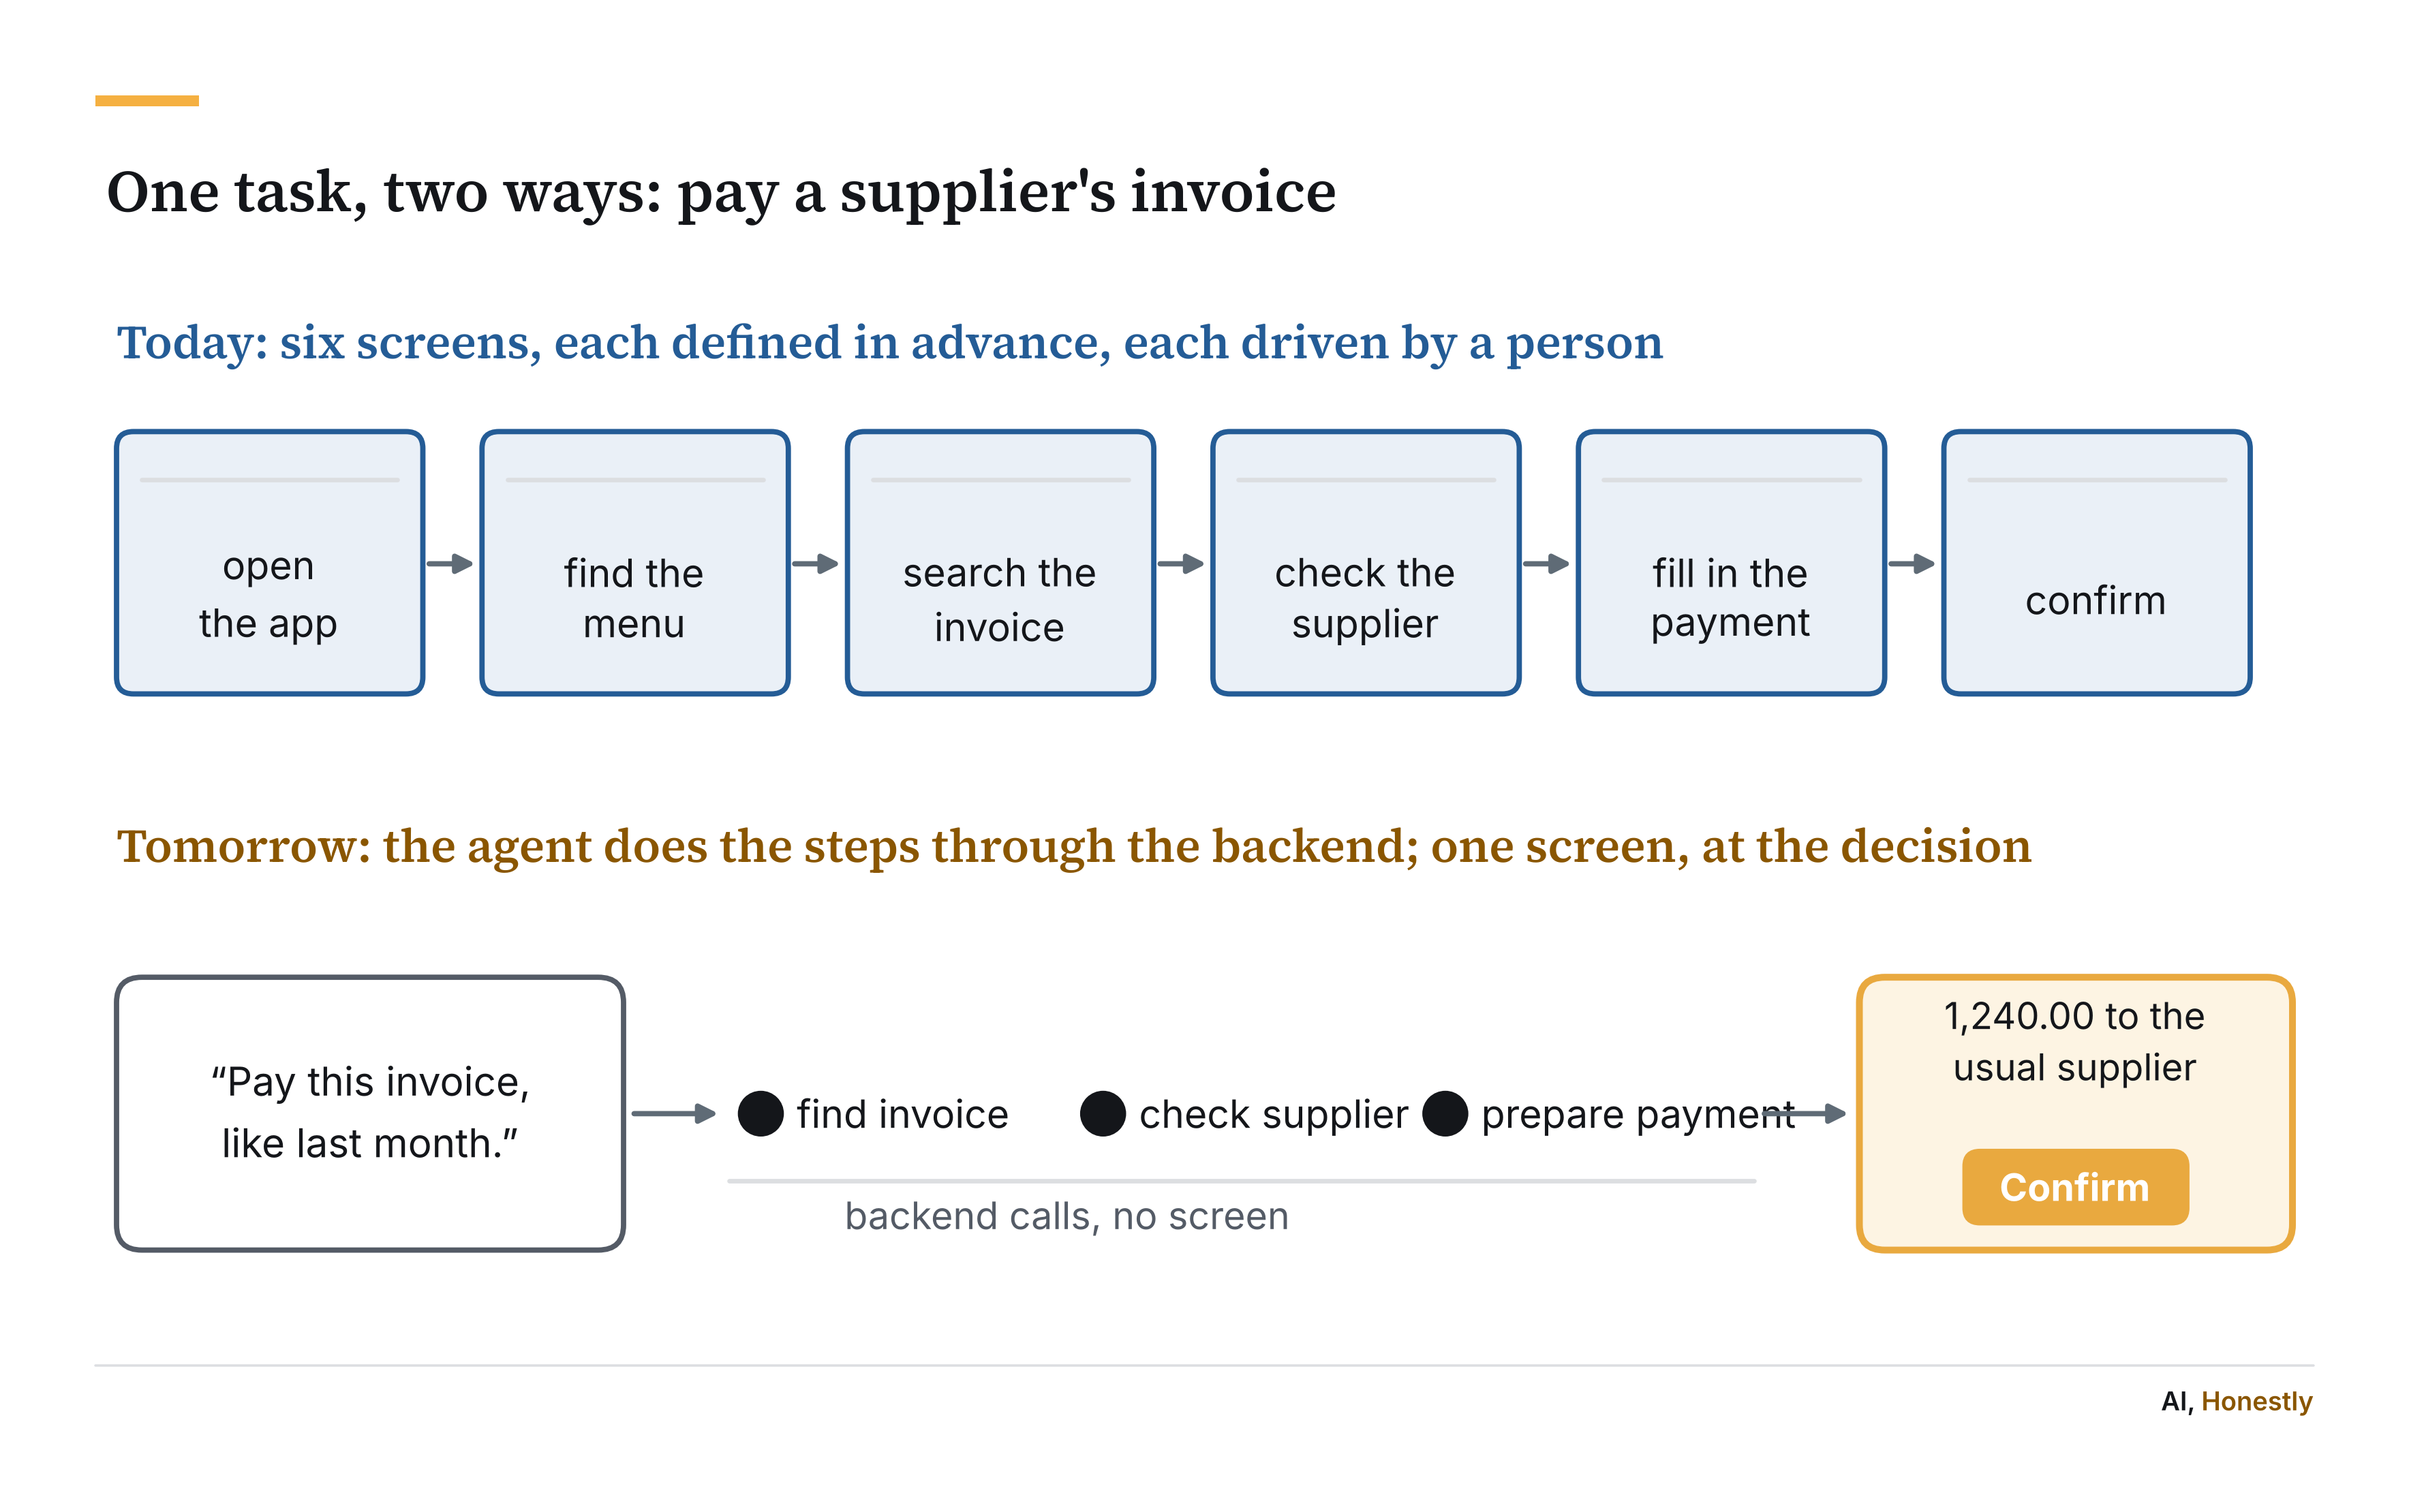 One task, two ways: pay a supplier's invoice
Today: six screens, each defined in advance, each driven by a person
open
the app
find the
menu
search the
invoice
check the
supplier
fill in the
payment
confirm
Tomorrow: the agent does the steps through the backend; one screen, at the decision
“Pay this invoice,
like last month.”
find invoice
check supplier
prepare payment
backend calls, no screen
1,240.00 to the
usual supplier
Confirm
AI, Honestly